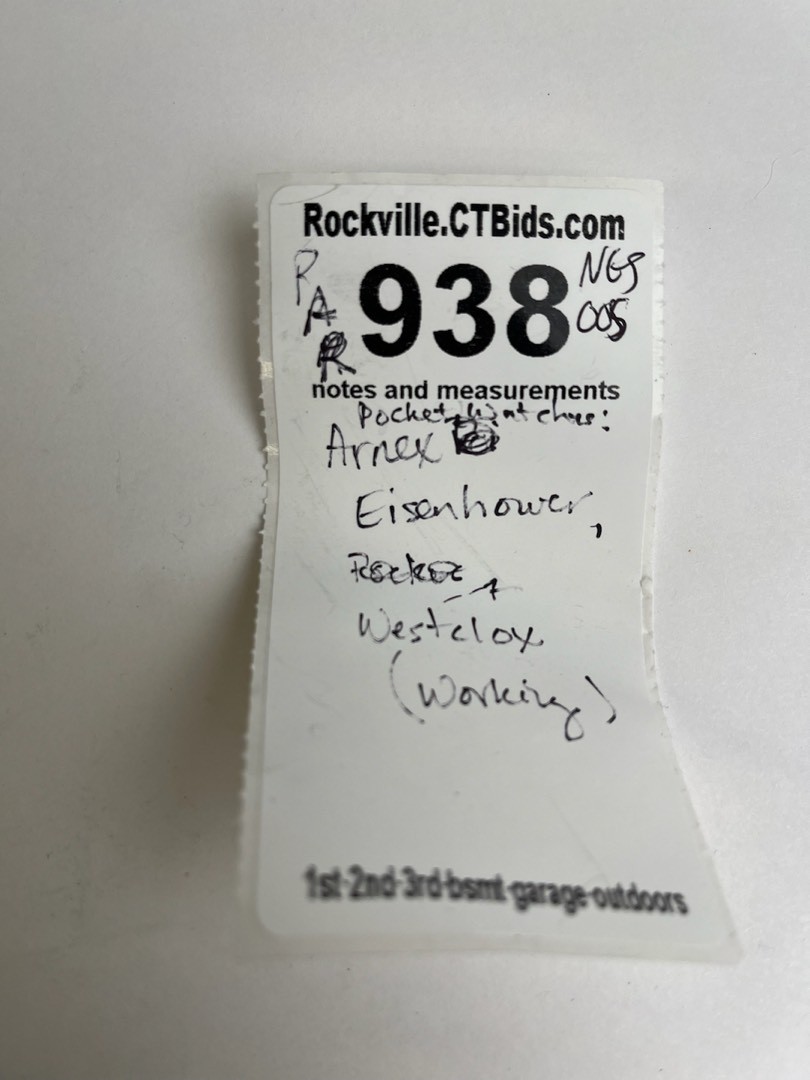 Rockville.CTBids.com
P
A
R
938
NGS
005
notes and measurements
Pocket Watches:
Arnex
Eisenhower,
Westclox
(Working)
1st-2nd-3rd-bsmt-garage-outdoors